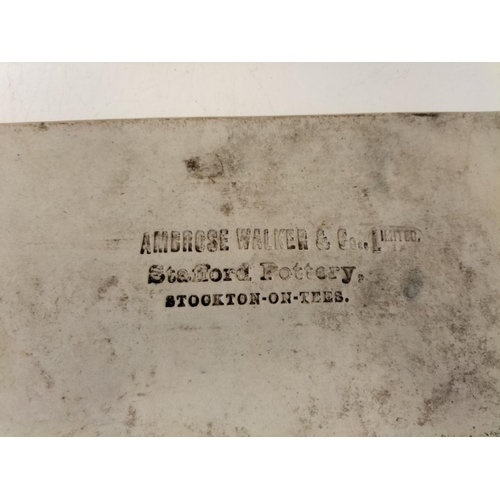 AMBROSE WALKER & Co., LIMITED,
Stafford Pottery,
STOCKTON-ON-TEES.